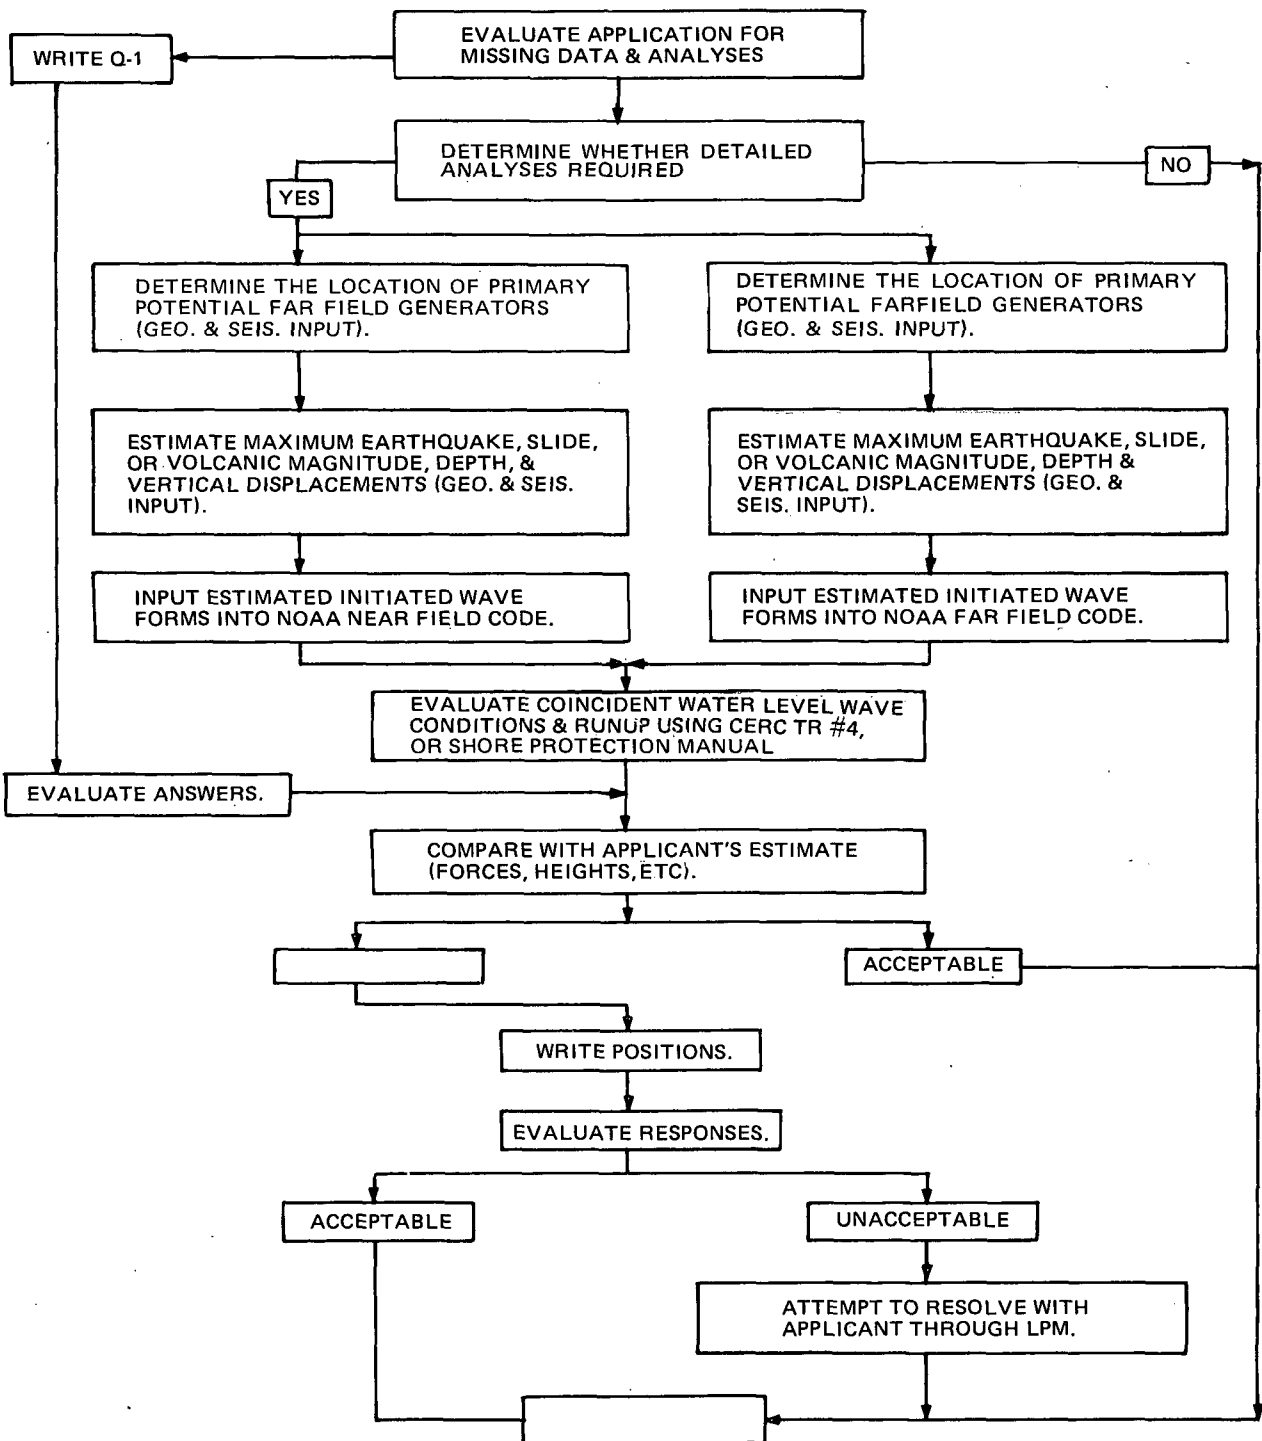 EVALUATE APPLICATION FOR
MISSING DATA & ANALYSES
WRITE Q-1
DETERMINE WHETHER DETAILED
ANALYSES REQUIRED
NO
YES
DETERMINE THE LOCATION OF PRIMARY
POTENTIAL FAR FIELD GENERATORS
(GEO. & SEIS. INPUT).
DETERMINE THE LOCATION OF PRIMARY
POTENTIAL FARFIELD GENERATORS
(GEO. & SEIS. INPUT).
ESTIMATE MAXIMUM EARTHQUAKE, SLIDE,
OR VOLCANIC MAGNITUDE, DEPTH, &
VERTICAL DISPLACEMENTS (GEO. & SEIS.
INPUT).
ESTIMATE MAXIMUM EARTHQUAKE, SLIDE,
OR VOLCANIC MAGNITUDE, DEPTH &
VERTICAL DISPLACEMENTS (GEO. &
SEIS. INPUT).
INPUT ESTIMATED INITIATED WAVE
FORMS INTO NOAA NEAR FIELD CODE.
INPUT ESTIMATED INITIATED WAVE
FORMS INTO NOAA FAR FIELD CODE.
EVALUATE COINCIDENT WATER LEVEL WAVE
CONDITIONS & RUNUP USING CERC TR #4,
OR SHORE PROTECTION MANUAL
EVALUATE ANSWERS.
COMPARE WITH APPLICANT'S ESTIMATE
(FORCES, HEIGHTS, ETC).
ACCEPTABLE
WRITE POSITIONS.
EVALUATE RESPONSES.
ACCEPTABLE
UNACCEPTABLE
ATTEMPT TO RESOLVE WITH
APPLICANT THROUGH LPM.